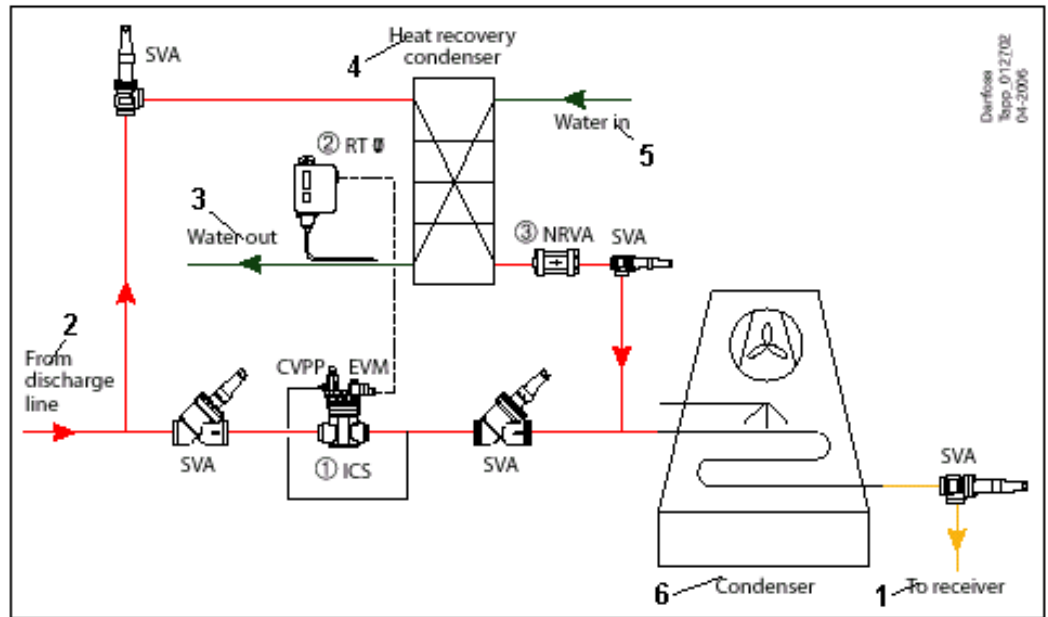 SVA
4
Heat recovery
condenser
Danfoss
Tapp_012702
04-2006
Water in
5
② RT
3
Water out
③ NRVA
SVA
2
From
discharge
line
CVPP
EVM
SVA
① ICS
SVA
SVA
6
Condenser
1
To receiver